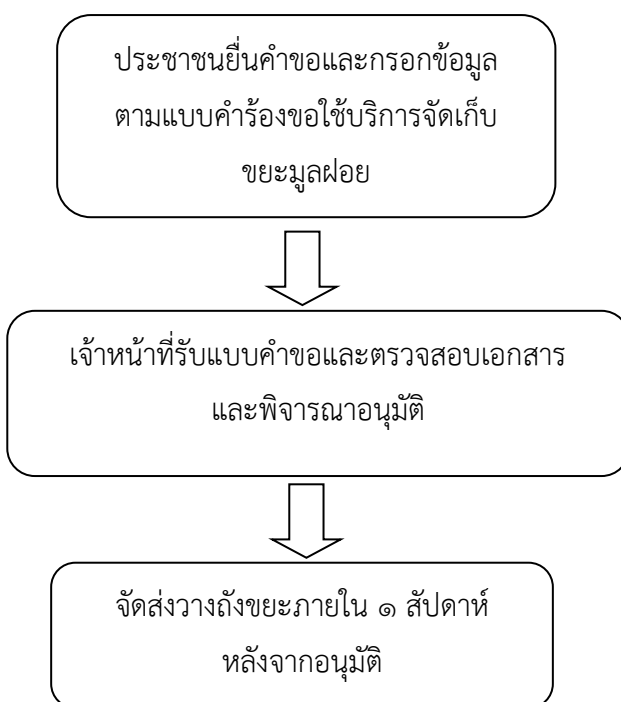 ประชาชนยื่นคำขอและกรอกข้อมูล
ตามแบบคำร้องขอใช้บริการจัดเก็บ
ขยะมูลฝอย
เจ้าหน้าที่รับแบบคำขอและตรวจสอบเอกสาร
และพิจารณาอนุมัติ
จัดส่งวางถังขยะภายใน ๑ สัปดาห์
หลังจากอนุมัติ